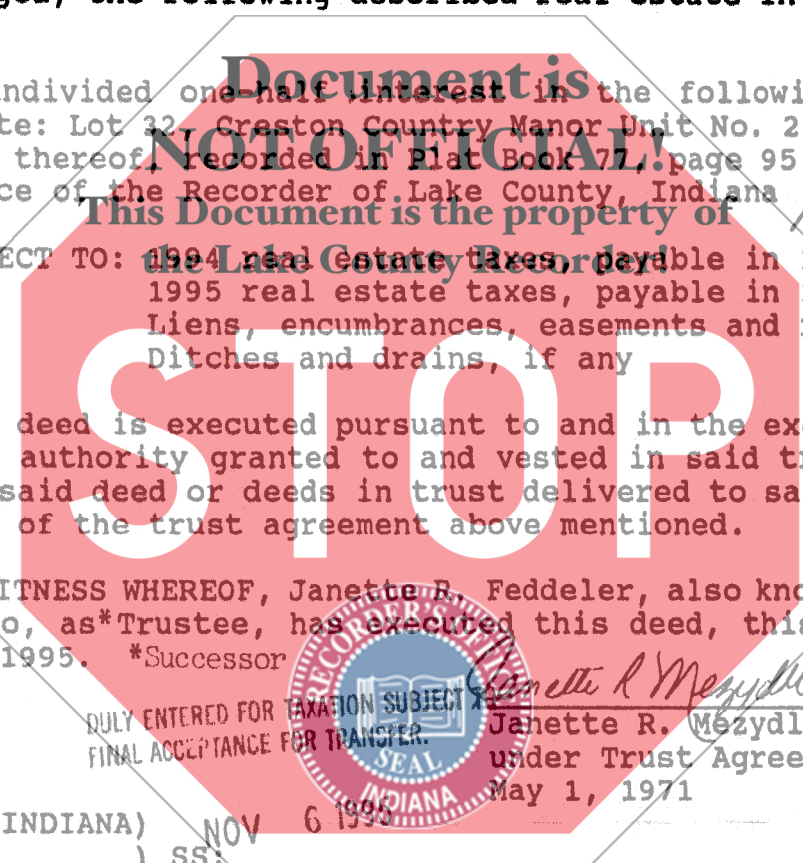 the following described real estate in
Document is
ndivided one-half interest in the followi
te: Lot 32, Creston Country Manor Unit No. 2
NOT OFFICIAL!
thereof, recorded in Plat Book 77, page 95
ce of the Recorder of Lake County, Indiana
This Document is the property of
the Lake County Recorder!
ECT TO: 1994 real estate taxes, payable in
1995 real estate taxes, payable in
Liens, encumbrances, easements and
Ditches and drains, if any
STOP
deed is executed pursuant to and in the ex
authority granted to and vested in said t
said deed or deeds in trust delivered to sa
of the trust agreement above mentioned.
ITNESS WHEREOF, Janette R. Feddeler, also kno
o, as*Trustee, has executed this deed, this
1995. *Successor
RECORDER'S
SEAL
INDIANA
Janette R Mezydlo
DULY ENTERED FOR TAXATION SUBJECT
FINAL ACCEPTANCE FOR TRANSFER.
Janette R. Mezydl
under Trust Agree
May 1, 1971
INDIANA)
NOV 6 1995
) SS: